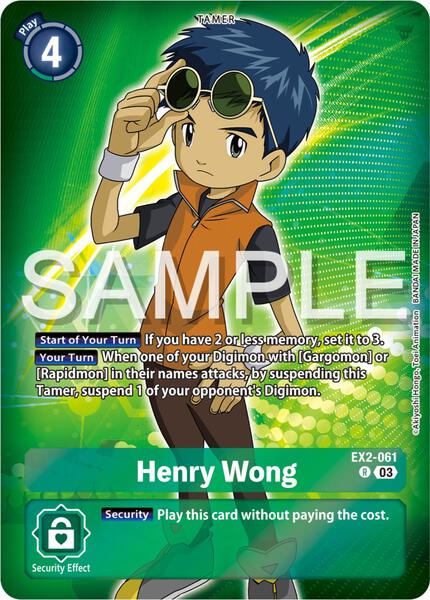 TAMER
Play
4
SAMPLE
Start of Your Turn If you have 2 or less memory, set it to 3.
Your Turn When one of your Digimon with [Gargomon] or
[Rapidmon] in their names attacks, by suspending this
Tamer, suspend 1 of your opponent's Digimon.
©Akiyoshi Hongo, Toei Animation BANDAI MADE IN JAPAN
EX2-061
Henry Wong
R 03
Security Play this card without paying the cost.
Security Effect